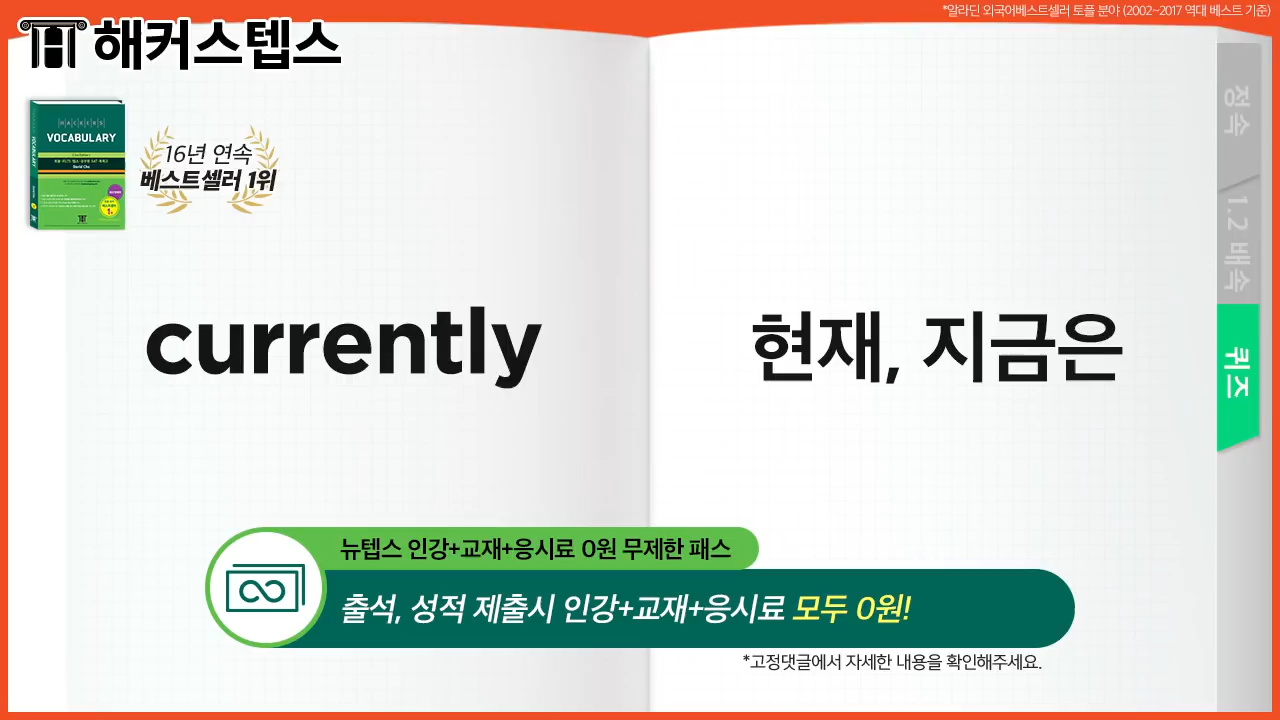 *알라딘 외국어베스트셀러 토플 분야 (2002~2017 역대 베스트 기준)
해커스텝스
HACKERS
VOCABULARY
David Cho
16년 연속
베스트셀러 1위
정속
1.2 배속
퀴즈
currently
현재, 지금은
뉴텝스 인강+교재+응시료 0원 무제한 패스
출석, 성적 제출시 인강+교재+응시료 모두 0원!
*고정댓글에서 자세한 내용을 확인해주세요.